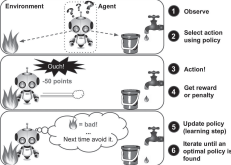 Environment
Agent
? ? ?
1 Observe
2 Select action
using policy
Ouch!
-50 points
3 Action!
4 Get reward
or penalty
= bad!
...
Next time avoid it.
5 Update policy
(learning step)
6 Iterate until an
optimal policy is
found